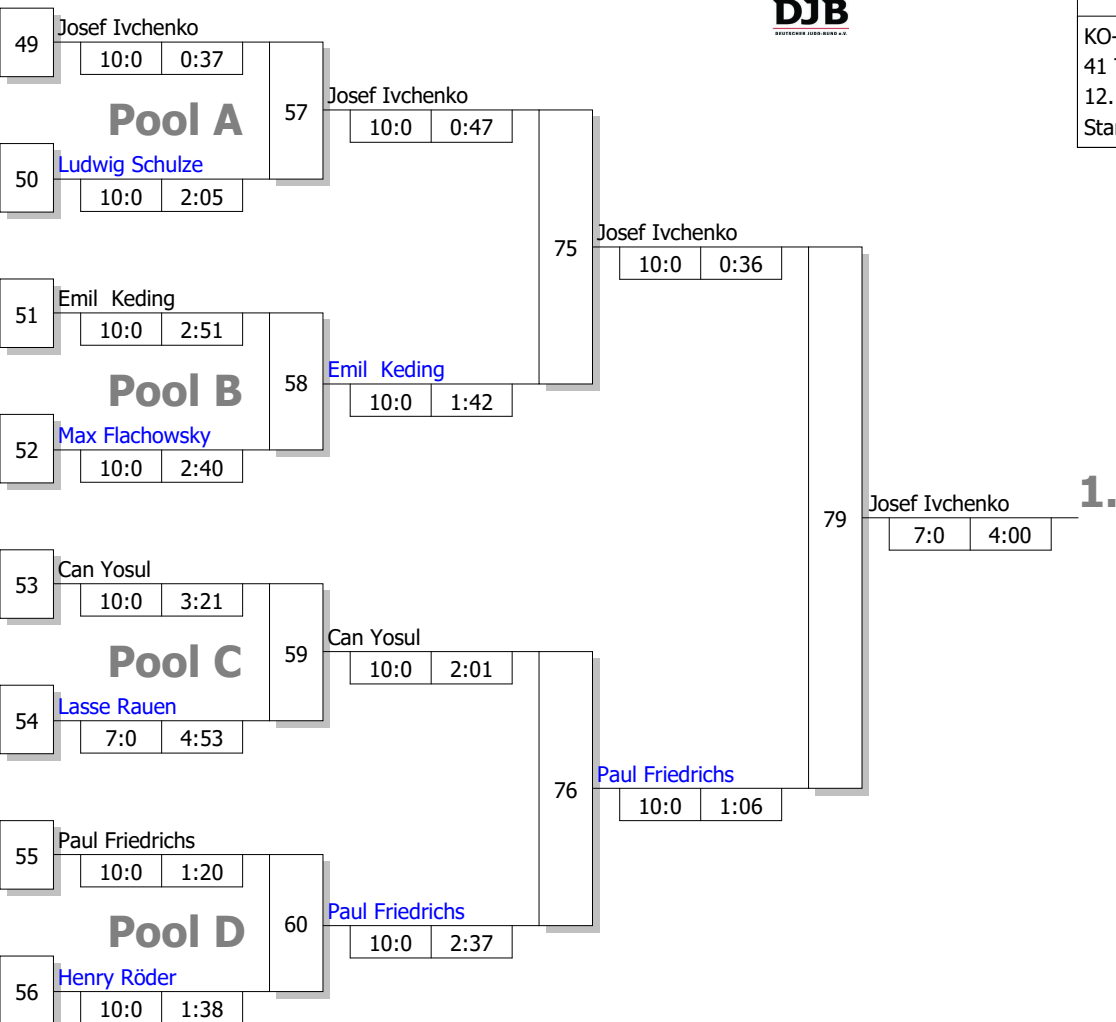 DJB
DEUTSCHER JUDO-BUND e.V.
KO-
41
12.
Star
49
Josef Ivchenko
10:0 0:37
Pool A
57
Josef Ivchenko
10:0 0:47
50
Ludwig Schulze
10:0 2:05
75
Josef Ivchenko
10:0 0:36
51
Emil Keding
10:0 2:51
Pool B
58
Emil Keding
10:0 1:42
52
Max Flachowsky
10:0 2:40
79
Josef Ivchenko
7:0 4:00
1.
53
Can Yosul
10:0 3:21
Pool C
59
Can Yosul
10:0 2:01
54
Lasse Rauen
7:0 4:53
76
Paul Friedrichs
10:0 1:06
55
Paul Friedrichs
10:0 1:20
Pool D
60
Paul Friedrichs
10:0 2:37
56
Henry Röder
10:0 1:38